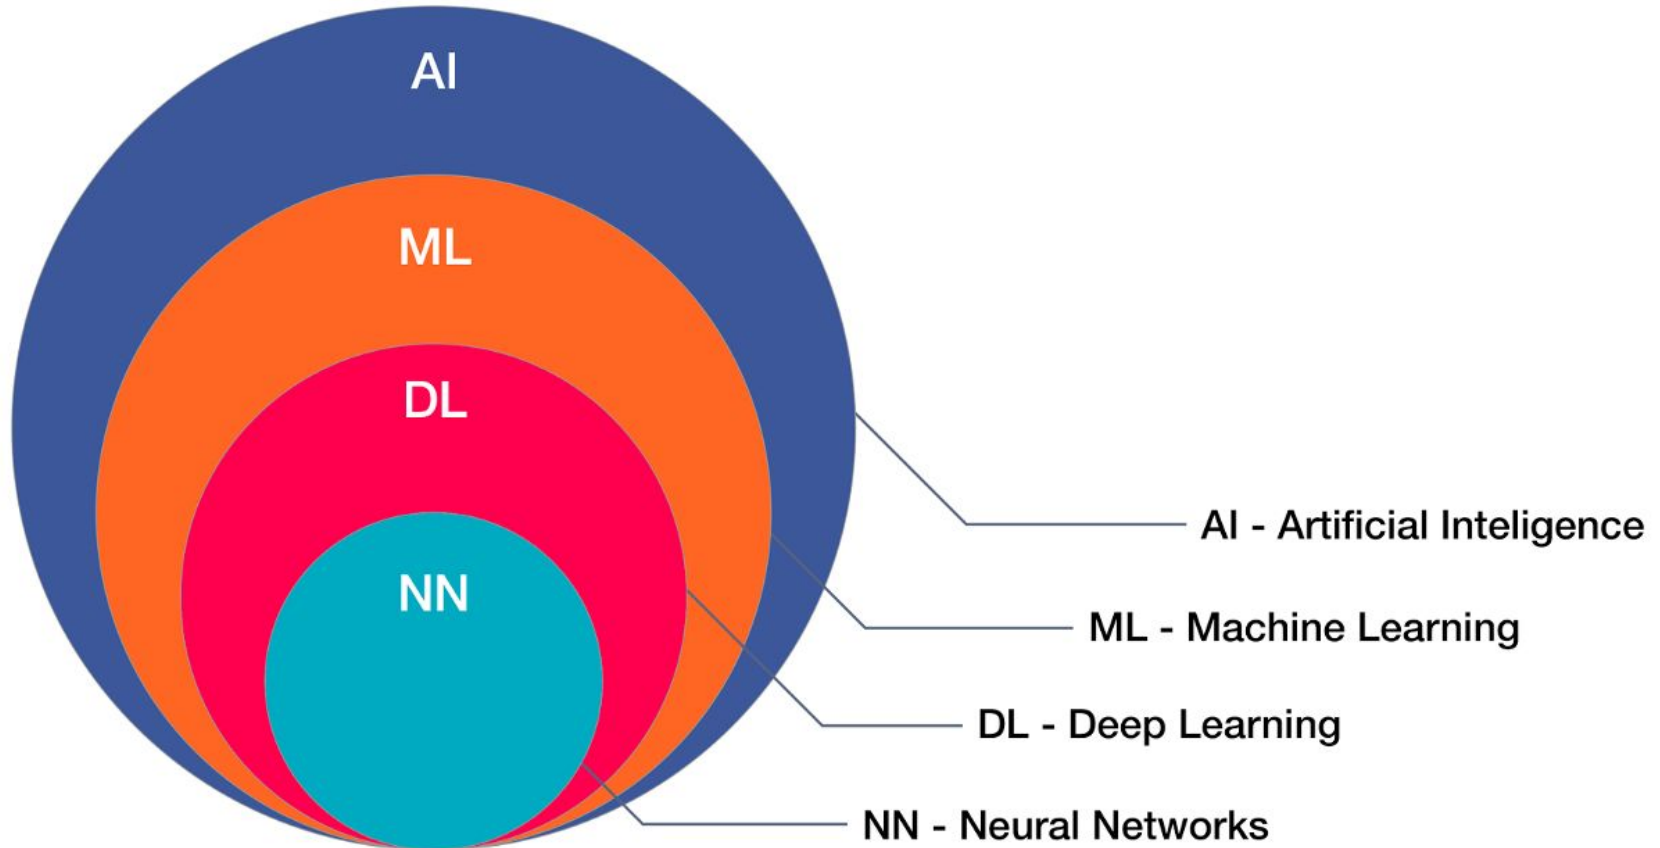 AI
ML
DL
NN
AI - Artificial Inteligence
ML - Machine Learning
DL - Deep Learning
NN - Neural Networks